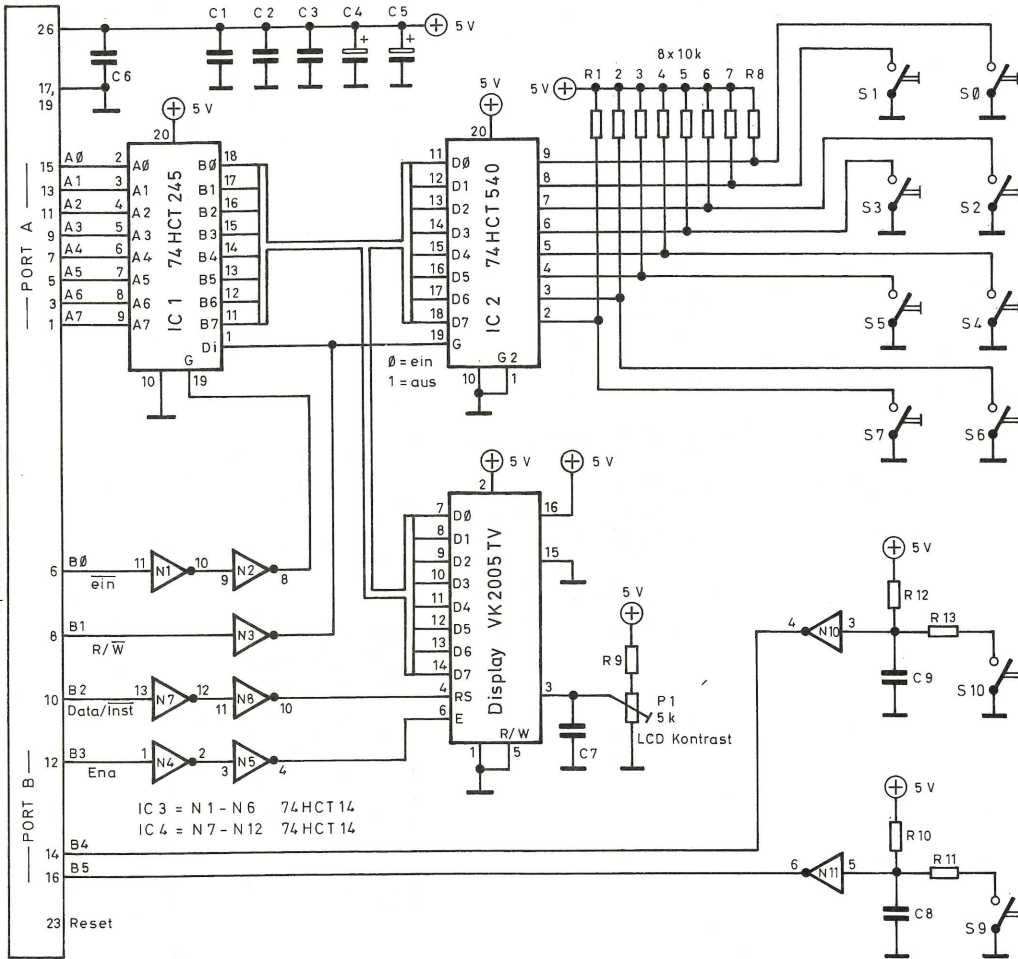 26
C1 C2 C3 C4 C5
+ +
5 V
C6
17,
19
8x10k
5V R1 2 3 4 5 6 7 R8
S1 SØ
5 V
20
5 V
20
PORT A
15 AØ 2 AØ BØ 18
13 A1 3 A1 B1 17
11 A2 4 A2 B2 16
9 A3 5 A3 B3 15
7 A4 6 A4 B4 14
5 A5 7 A5 B5 13
3 A6 8 A6 B6 12
1 A7 9 A7 B7 11
Di 1
G
10 19
IC 1 74HCT245
11 DØ 9
12 D1 8
13 D2 7
14 D3 6
15 D4 5
16 D5 4
17 D6 3
18 D7 2
19 G
G2
10 1
IC 2 74HCT540
Ø = ein
1 = aus
S3 S2
S5 S4
S7 S6
5 V 5 V
2
7 DØ 16
8 D1
9 D2 15
10 D3
11 D4
12 D5
13 D6
14 D7
4 RS 3
6 E
R/W
1 5
Display VK2005TV
5 V
R9
P1
5k
LCD Kontrast
C7
6 BØ 11 N1 10 9 N2 8
ein
8 B1 N3
R/W
10 B2 13 N7 12 11 N8 10
Data/Inst
12 B3 1 N4 2 3 N5 4
Ena
PORT B
IC 3 = N1-N6 74HCT14
IC 4 = N7-N12 74HCT14
14 B4
16 B5
23 Reset
5 V
R12
4 N10 3 R13
C9 S10
5 V
R10
6 N11 5 R11
C8 S9